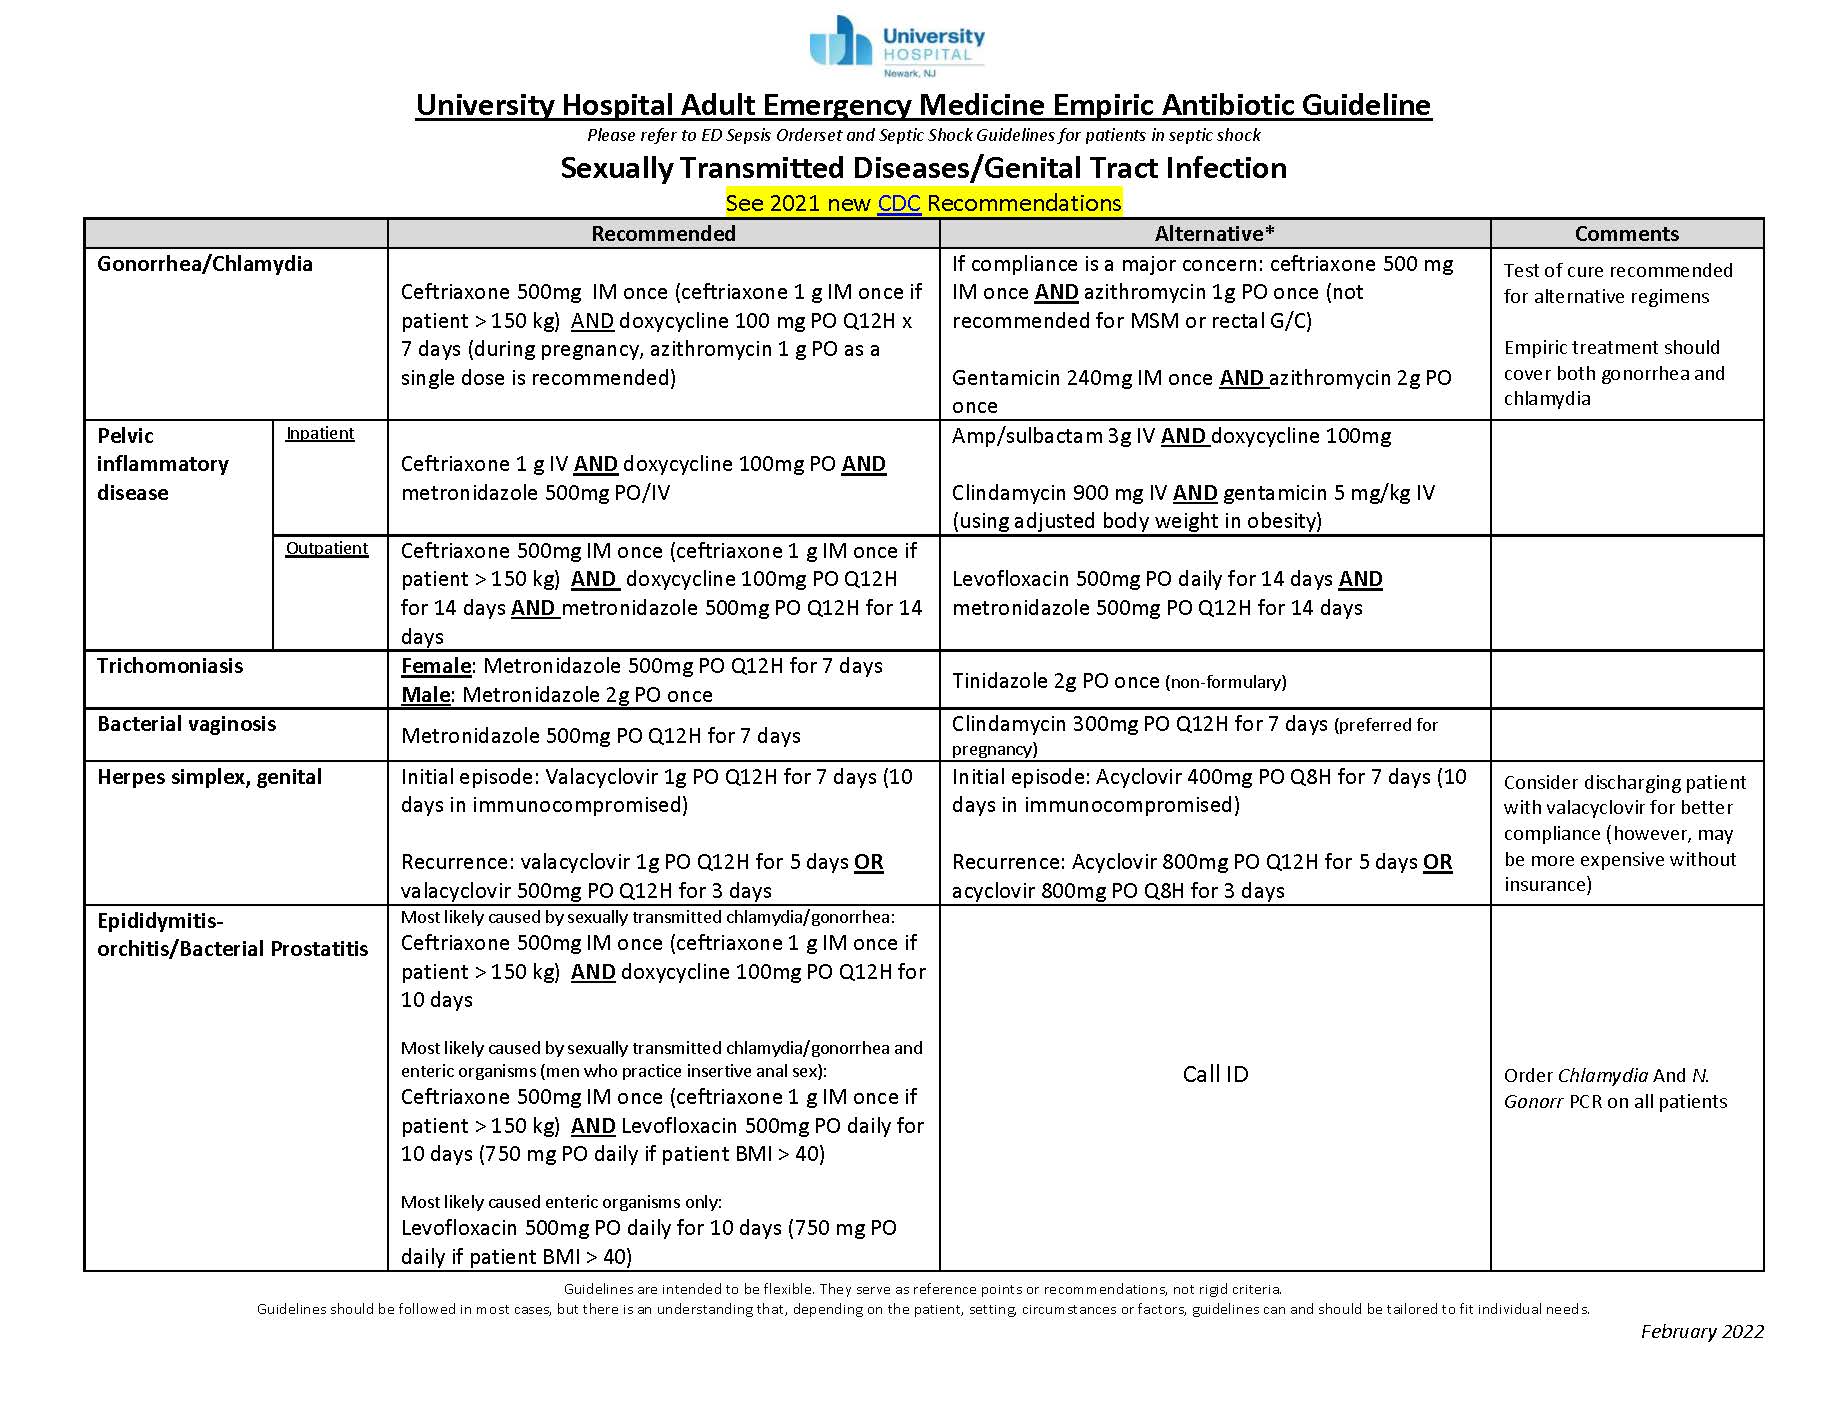 University
HOSPITAL
Newark, NJ
University Hospital Adult Emergency Medicine Empiric Antibiotic Guideline
Please refer to ED Sepsis Orderset and Septic Shock Guidelines for patients in septic shock
Sexually Transmitted Diseases/Genital Tract Infection
See 2021 new CDC Recommendations
Recommended
Alternative*
Comments
Gonorrhea/Chlamydia
Ceftriaxone 500mg IM once (ceftriaxone 1 g IM once if
patient > 150 kg) AND doxycycline 100 mg PO Q12H x
7 days (during pregnancy, azithromycin 1 g PO as a
single dose is recommended)
If compliance is a major concern: ceftriaxone 500 mg
IM once AND azithromycin 1g PO once (not
recommended for MSM or rectal G/C)
Gentamicin 240mg IM once AND azithromycin 2g PO
once
Test of cure recommended
for alternative regimens
Empiric treatment should
cover both gonorrhea and
chlamydia
Pelvic
inflammatory
disease
Inpatient
Ceftriaxone 1 g IV AND doxycycline 100mg PO AND
metronidazole 500mg PO/IV
Amp/sulbactam 3g IV AND doxycycline 100mg
Clindamycin 900 mg IV AND gentamicin 5 mg/kg IV
(using adjusted body weight in obesity)
Outpatient
Ceftriaxone 500mg IM once (ceftriaxone 1 g IM once if
patient > 150 kg) AND doxycycline 100mg PO Q12H
for 14 days AND metronidazole 500mg PO Q12H for 14
days
Levofloxacin 500mg PO daily for 14 days AND
metronidazole 500mg PO Q12H for 14 days
Trichomoniasis
Female: Metronidazole 500mg PO Q12H for 7 days
Male: Metronidazole 2g PO once
Tinidazole 2g PO once (non-formulary)
Bacterial vaginosis
Metronidazole 500mg PO Q12H for 7 days
Clindamycin 300mg PO Q12H for 7 days (preferred for
pregnancy)
Herpes simplex, genital
Initial episode: Valacyclovir 1g PO Q12H for 7 days (10
days in immunocompromised)
Recurrence: valacyclovir 1g PO Q12H for 5 days OR
valacyclovir 500mg PO Q12H for 3 days
Initial episode: Acyclovir 400mg PO Q8H for 7 days (10
days in immunocompromised)
Recurrence: Acyclovir 800mg PO Q12H for 5 days OR
acyclovir 800mg PO Q8H for 3 days
Consider discharging patient
with valacyclovir for better
compliance (however, may
be more expensive without
insurance)
Epididymitis-
orchitis/Bacterial Prostatitis
Most likely caused by sexually transmitted chlamydia/gonorrhea:
Ceftriaxone 500mg IM once (ceftriaxone 1 g IM once if
patient > 150 kg) AND doxycycline 100mg PO Q12H for
10 days
Most likely caused by sexually transmitted chlamydia/gonorrhea and
enteric organisms (men who practice insertive anal sex):
Ceftriaxone 500mg IM once (ceftriaxone 1 g IM once if
patient > 150 kg) AND Levofloxacin 500mg PO daily for
10 days (750 mg PO daily if patient BMI > 40)
Most likely caused enteric organisms only:
Levofloxacin 500mg PO daily for 10 days (750 mg PO
daily if patient BMI > 40)
Call ID
Order Chlamydia And N.
Gonorr PCR on all patients
Guidelines are intended to be flexible. They serve as reference points or recommendations, not rigid criteria.
Guidelines should be followed in most cases, but there is an understanding that, depending on the patient, setting, circumstances or factors, guidelines can and should be tailored to fit individual needs.
February 2022